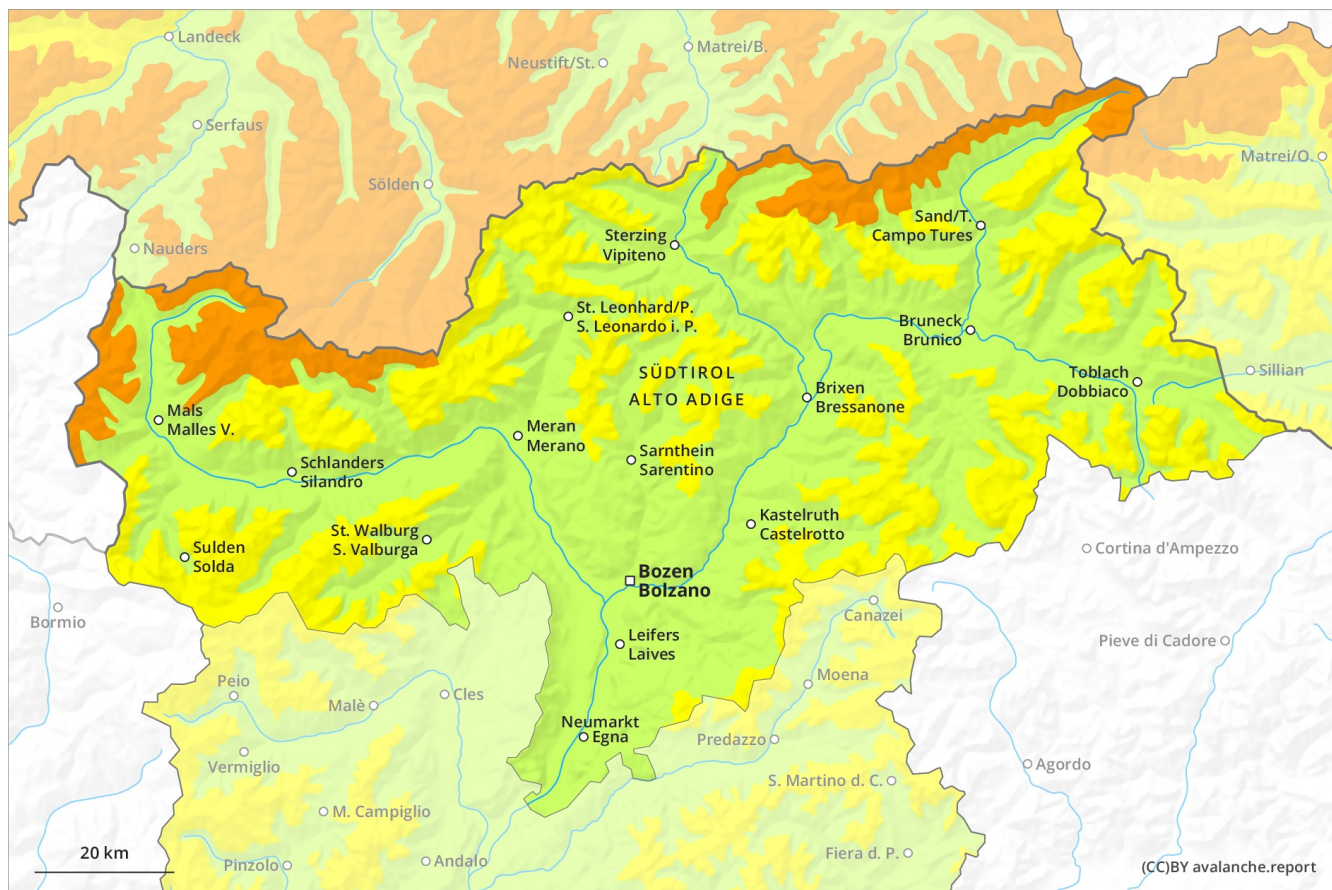 Landeck
Matrei/B.
Neustift/St.
Serfaus
Matrei/O.
Sölden
Sand/T.
Campo Tures
Sterzing
Vipiteno
Nauders
St. Leonhard/P.
S. Leonardo i. P.
Bruneck
Brunico
SÜDTIROL
ALTO ADIGE
Toblach
Dobbiaco
Sillian
Brixen
Bressanone
Mals
Malles V.
Meran
Merano
Sarnthein
Sarentino
Schlanders
Silandro
Kastelruth
Castelrotto
St. Walburg
S. Valburga
Sulden
Solda
Cortina d'Ampezzo
Bozen
Bolzano
Bormio
Canazei
Leifers
Laives
Pieve di Cadore
Moena
Peio
Cles
Malè
Neumarkt
Egna
Predazzo
Vermiglio
Agordo
S. Martino d. C.
M. Campiglio
20 km
Andalo
Pinzolo
Fiera d. P.
(CC)BY avalanche.report